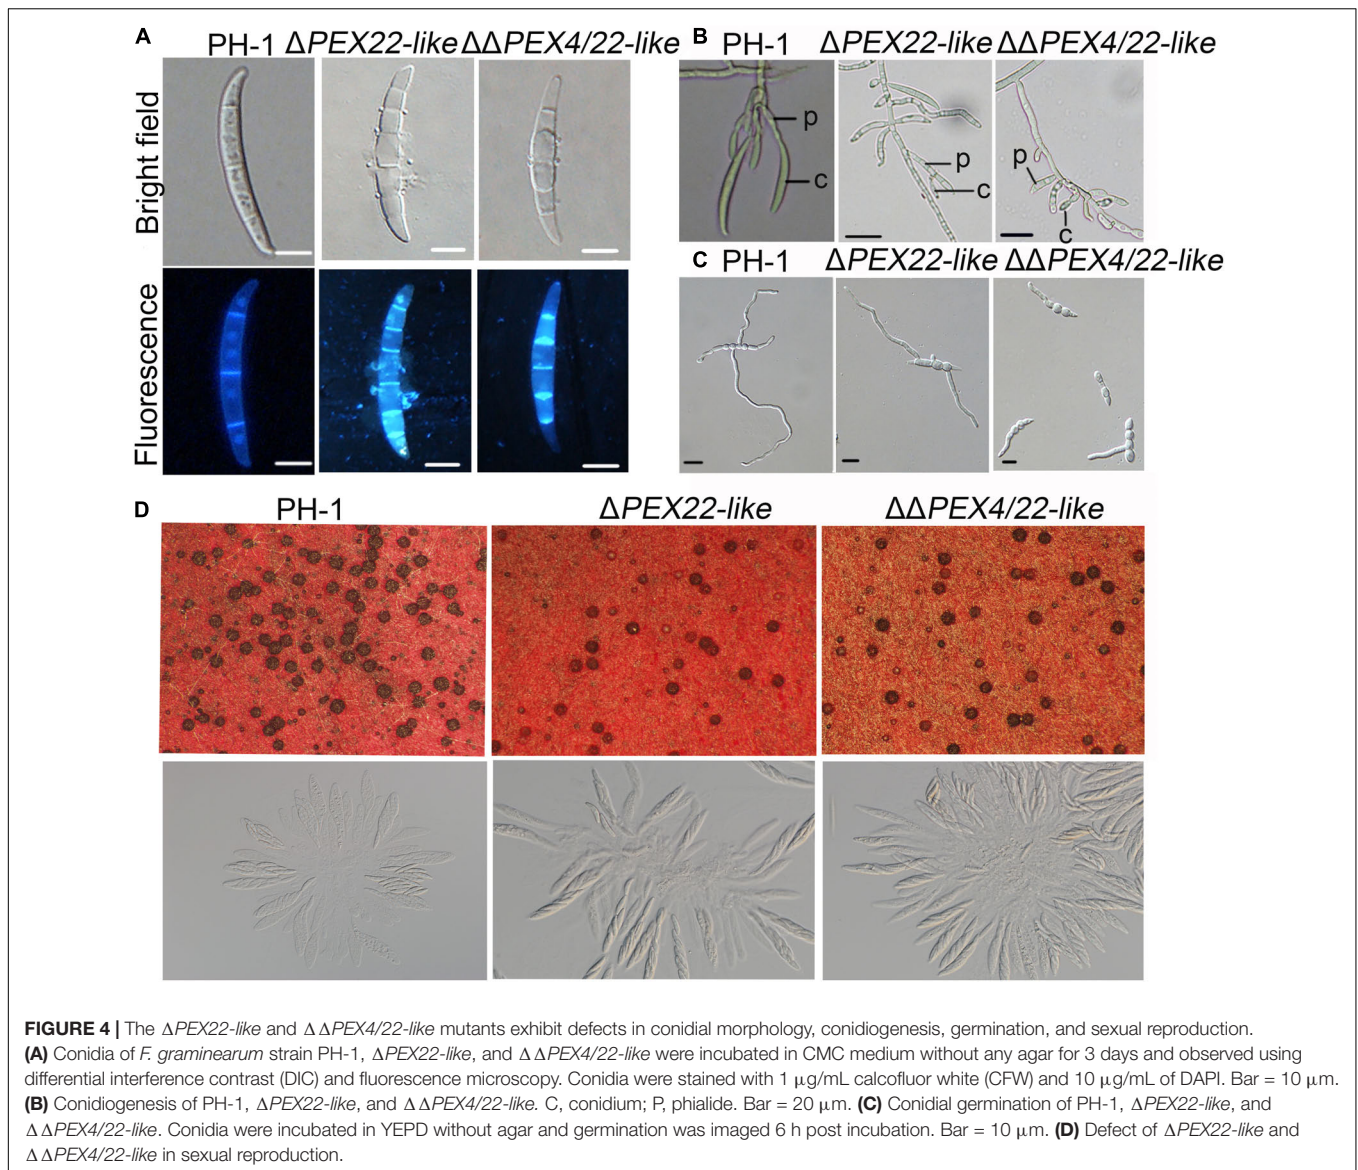 A
PH-1 ΔPEX22-like ΔΔPEX4/22-like
Bright field
Fluorescence
B
PH-1 ΔPEX22-like ΔΔPEX4/22-like
p
c
p
c
p
c
C
PH-1 ΔPEX22-like ΔΔPEX4/22-like
D
PH-1 ΔPEX22-like ΔΔPEX4/22-like
FIGURE 4 | The ΔPEX22-like and ΔΔPEX4/22-like mutants exhibit defects in conidial morphology, conidiogenesis, germination, and sexual reproduction.
(A) Conidia of F. graminearum strain PH-1, ΔPEX22-like, and ΔΔPEX4/22-like were incubated in CMC medium without any agar for 3 days and observed using
differential interference contrast (DIC) and fluorescence microscopy. Conidia were stained with 1 μg/mL calcofluor white (CFW) and 10 μg/mL of DAPI. Bar = 10 μm.
(B) Conidiogenesis of PH-1, ΔPEX22-like, and ΔΔPEX4/22-like. C, conidium; P, phialide. Bar = 20 μm. (C) Conidial germination of PH-1, ΔPEX22-like, and
ΔΔPEX4/22-like. Conidia were incubated in YEPD without agar and germination was imaged 6 h post incubation. Bar = 10 μm. (D) Defect of ΔPEX22-like and
ΔΔPEX4/22-like in sexual reproduction.